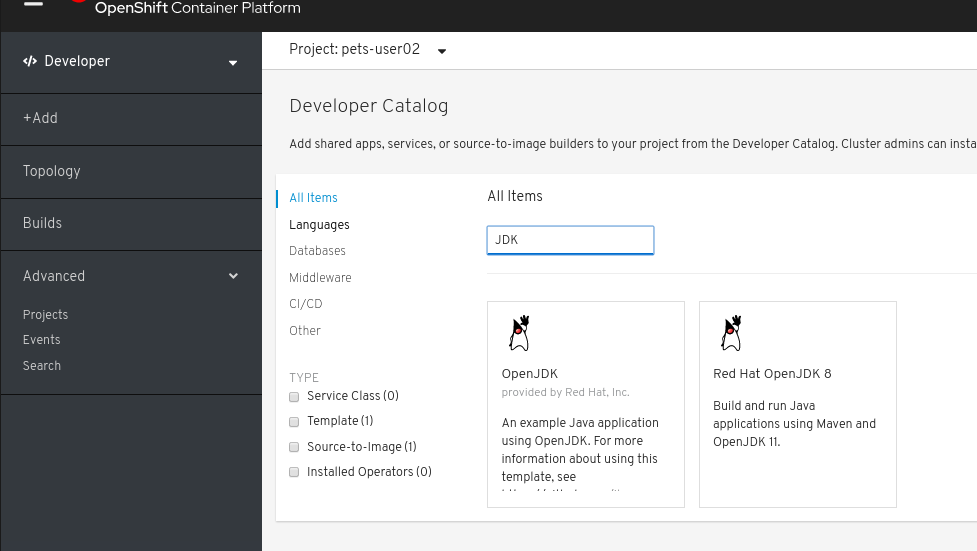 OpenShift Container Platform
Developer
+Add
Topology
Builds
Advanced
Projects
Events
Search
Project: pets-user02
Developer Catalog
Add shared apps, services, or source-to-image builders to your project from the Developer Catalog. Cluster admins can
All Items
Languages
Databases
Middleware
CI/CD
Other
TYPE
Service Class (0)
Template (1)
Source-to-Image (1)
Installed Operators (0)
All Items
JDK
OpenJDK
provided by Red Hat, Inc.
An example Java application
using OpenJDK. For more
information about using this
template, see
Red Hat OpenJDK 8
Build and run Java
applications using Maven and
OpenJDK 11.